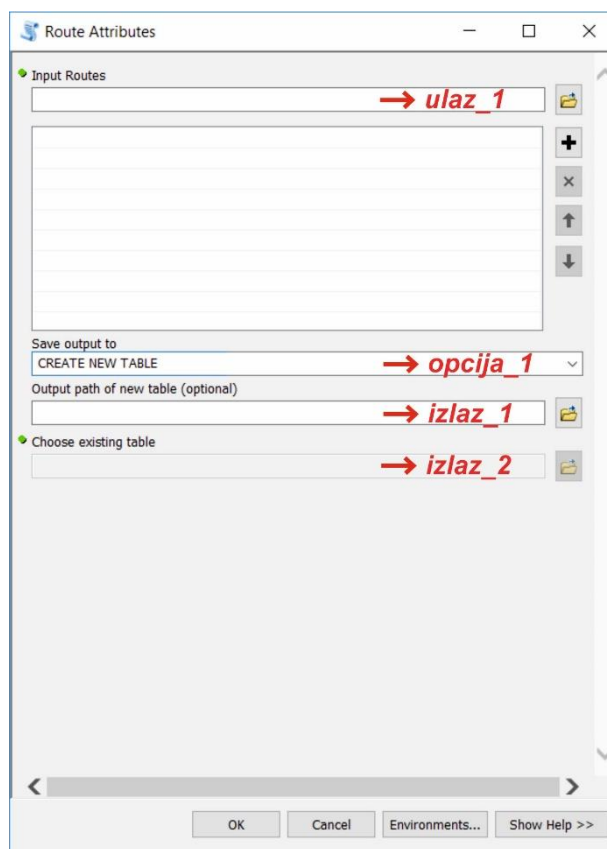 Route Attributes
Input Routes
→ ulaz_1
Save output to
CREATE NEW TABLE → opcija_1
Output path of new table (optional)
→ izlaz_1
Choose existing table
→ izlaz_2
OK Cancel Environments... Show Help >>